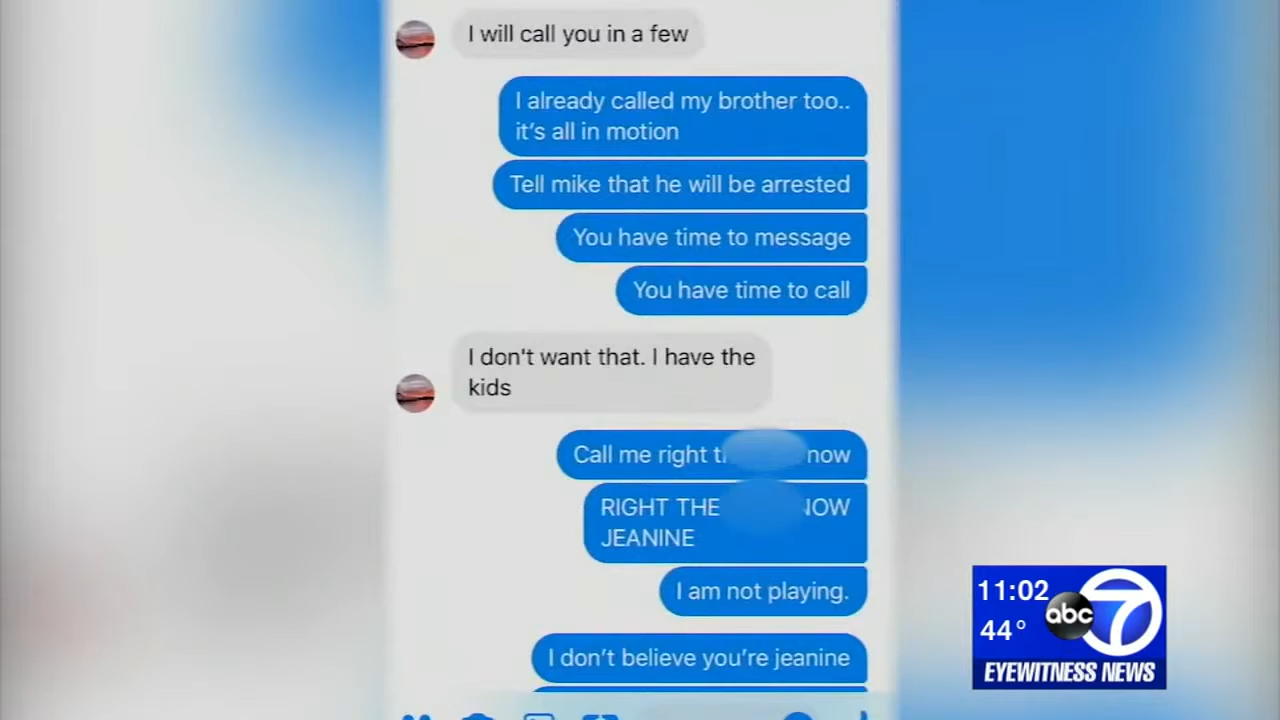 I will call you in a few
I already called my brother too..
it's all in motion
Tell mike that he will be arrested
You have time to message
You have time to call
I don't want that. I have the
kids
Call me right now
RIGHT THE NOW
JEANINE
I am not playing.
I don't believe you're jeanine
11:02
44°
abc 7
EYEWITNESS NEWS